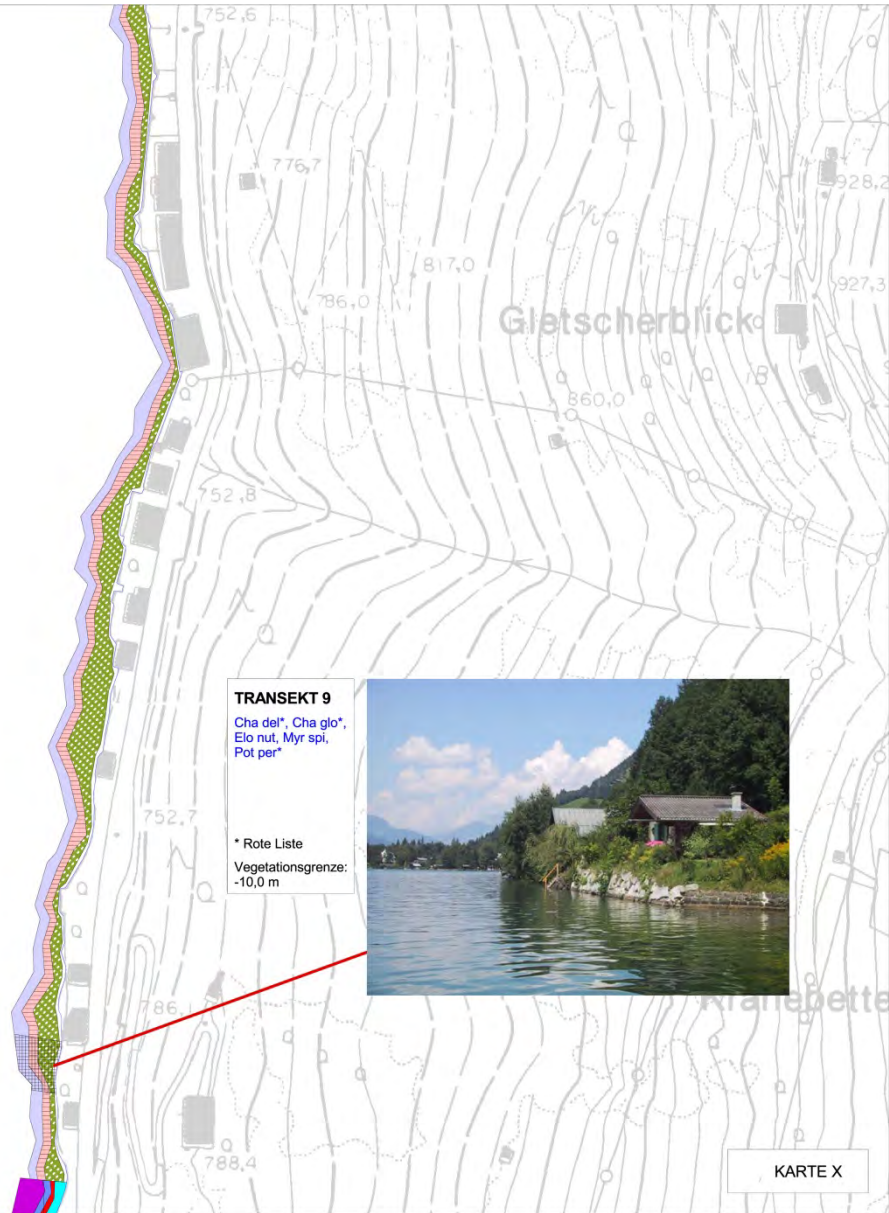 752,6
776,7
928,2
817,0
927,3
786,0
Gletscherblick
860,0
752,8
TRANSEKT 9
Cha del*, Cha glo*,
Elo nut, Myr spi,
Pot per*
752,7
* Rote Liste
Vegetationsgrenze:
-10,0 m
786,1
Kranebette
788,4
KARTE X